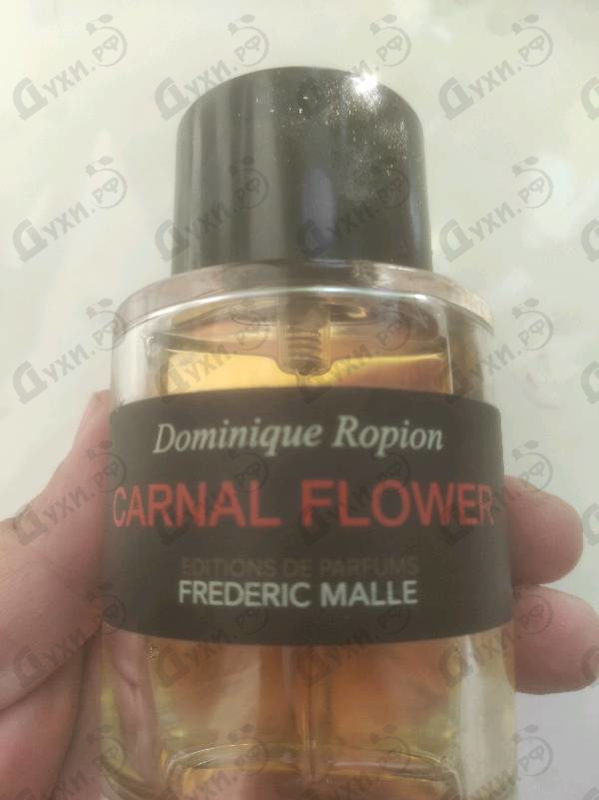 Dominique Ropion
CARNAL FLOWER
EDITIONS DE PARFUMS
FREDERIC MALLE
Духи.рф